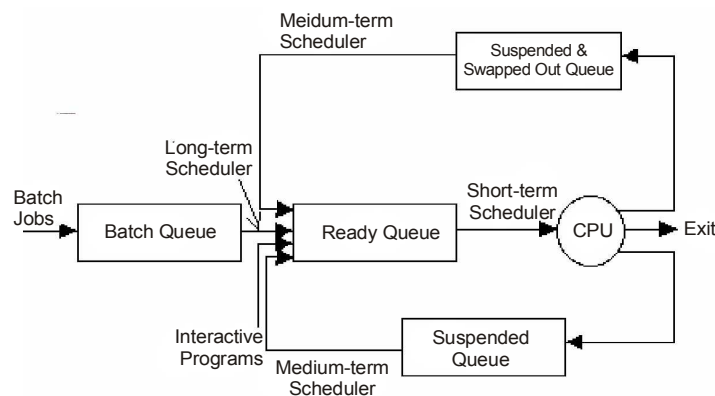 Meidum-term
Scheduler
Suspended &
Swapped Out Queue
Long-term
Scheduler
Batch
Jobs
Batch Queue
Ready Queue
Short-term
Scheduler
CPU
Exit
Interactive
Programs
Medium-term
Scheduler
Suspended
Queue